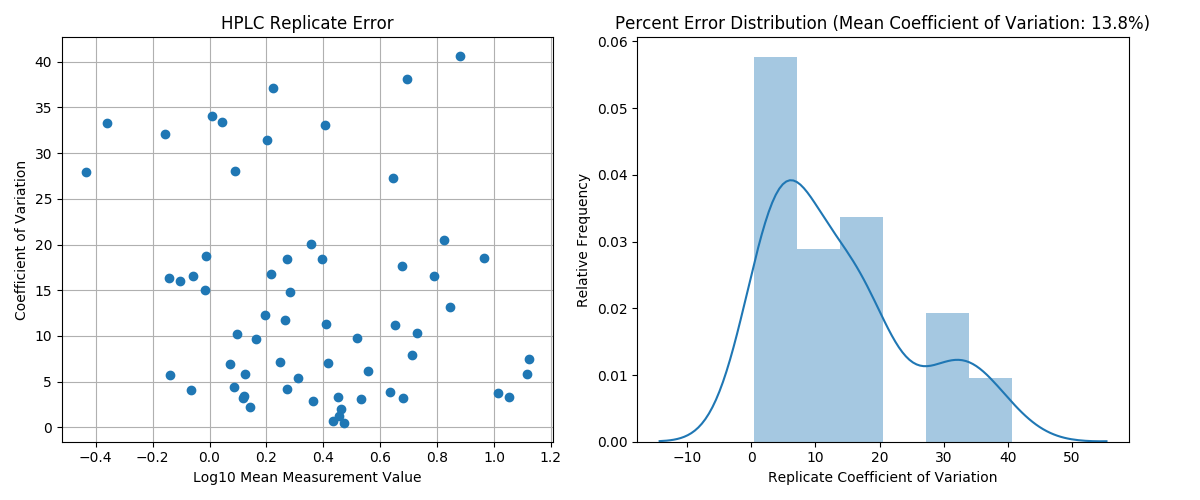 HPLC Replicate Error
40
35
30
25
20
15
10
5
0
Coefficient of Variation
−0.4 −0.2 0.0 0.2 0.4 0.6 0.8 1.0 1.2
Log10 Mean Measurement Value
Percent Error Distribution (Mean Coefficient of Variation: 13.8%)
0.06
0.05
0.04
0.03
0.02
0.01
0.00
Relative Frequency
−10 0 10 20 30 40 50
Replicate Coefficient of Variation